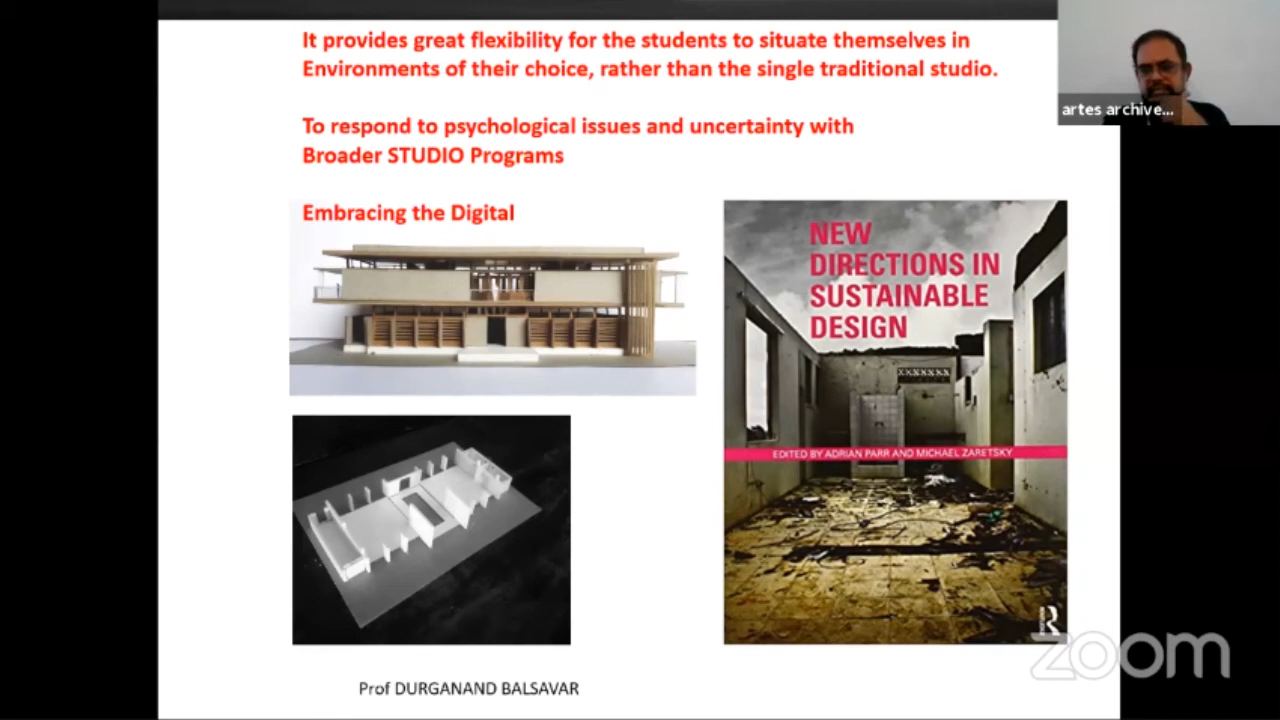 It provides great flexibility for the students to situate themselves in
Environments of their choice, rather than the single traditional studio.
To respond to psychological issues and uncertainty with
Broader STUDIO Programs
Embracing the Digital
NEW
DIRECTIONS IN
SUSTAINABLE
DESIGN
EDITED BY ADRIAN PARR AND MICHAEL ZARETSKY
Prof DURGANAND BALSAVAR
artes archive...
zoom